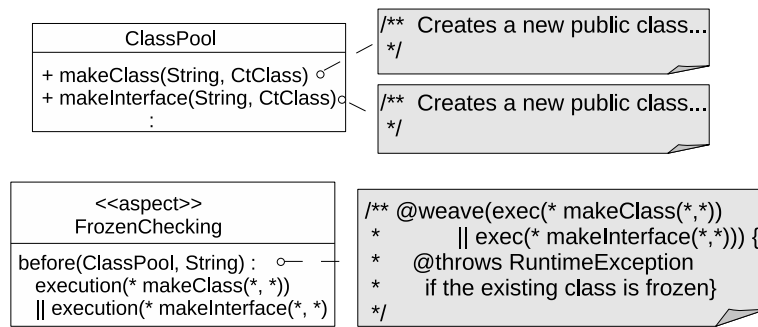 ClassPool
+ makeClass(String, CtClass)
+ makeInterface(String, CtClass)
:
/** Creates a new public class...
*/
/** Creates a new public class...
*/
<<aspect>>
FrozenChecking
before(ClassPool, String) :
execution(* makeClass(*, *))
|| execution(* makeInterface(*, *)
/** @weave(exec(* makeClass(*,*))
* || exec(* makeInterface(*,*))) {
* @throws RuntimeException
* if the existing class is frozen}
*/